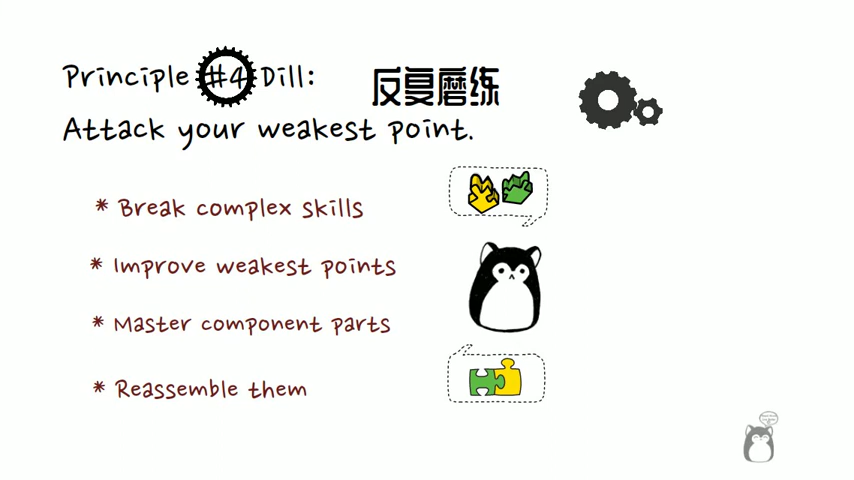 Principle #4 Dill: 反复磨练
Attack your weakest point.
* Break complex skills
* Improve weakest points
* Master component parts
* Reassemble them